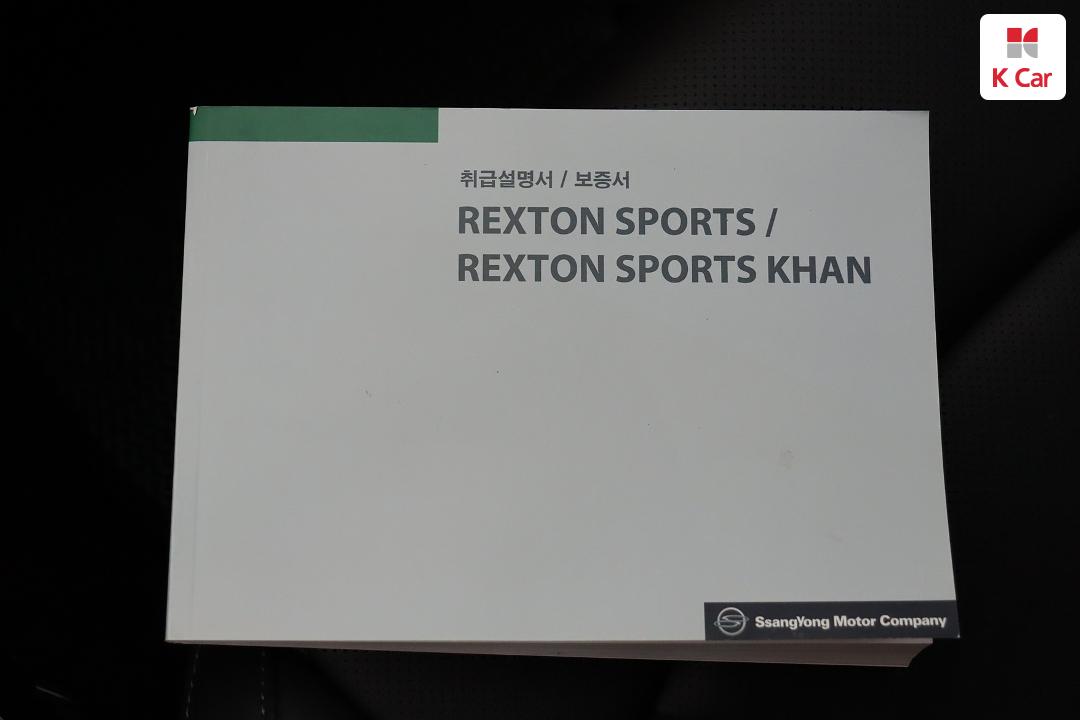 K Car
취급설명서 / 보증서
REXTON SPORTS /
REXTON SPORTS KHAN
SsangYong Motor Company